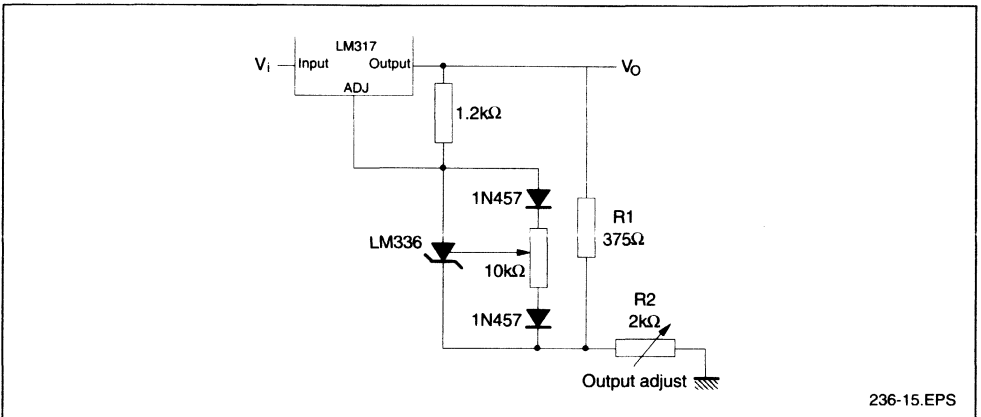 LM317
Vi Input Output VO
ADJ
1.2kΩ
1N457
R1
375Ω
LM336
10kΩ
R2
2kΩ
1N457
Output adjust
236-15.EPS